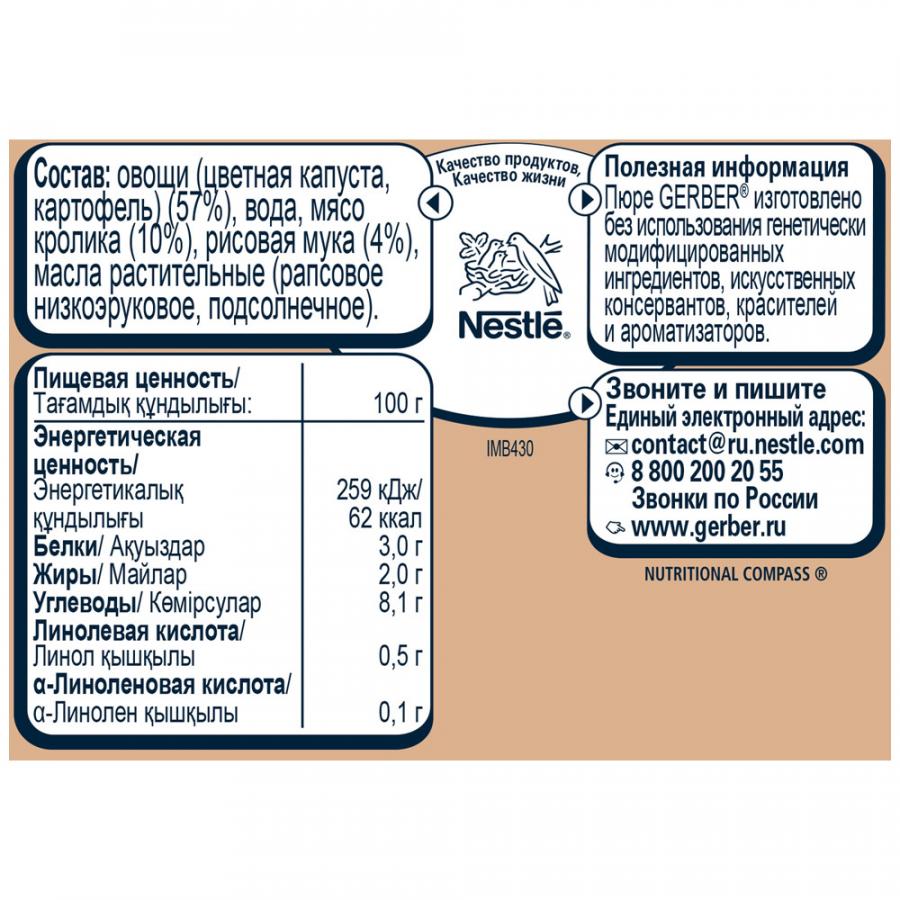 Состав: овощи (цветная капуста,
картофель) (57%), вода, мясо
кролика (10%), рисовая мука (4%),
масла растительные (рапсовое
низкоэруковое, подсолнечное).
Качество продуктов,
Качество жизни
Nestlé®
Полезная информация
Пюре GERBER® изготовлено
без использования генетически
модифицированных
ингредиентов, искусственных
консервантов, красителей
и ароматизаторов.
Пищевая ценность/
Тағамдық құндылығы: 100 г
Энергетическая
ценность/
Энергетикалық 259 кДж/
құндылығы 62 ккал
Белки/ Ақуыздар 3,0 г
Жиры/ Майлар 2,0 г
Углеводы/ Көмірсулар 8,1 г
Линолевая кислота/
Линол қышқылы 0,5 г
α-Линоленовая кислота/
α-Линолен қышқылы 0,1 г
IMB430
Звоните и пишите
Единый электронный адрес:
contact@ru.nestle.com
8 800 200 20 55
Звонки по России
www.gerber.ru
NUTRITIONAL COMPASS ®